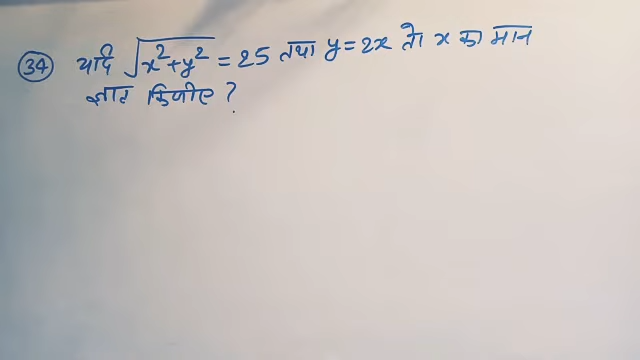 34 यदि √x²+y² = 25 तथा y = 2x तो x का मान
ज्ञात किजीए ?